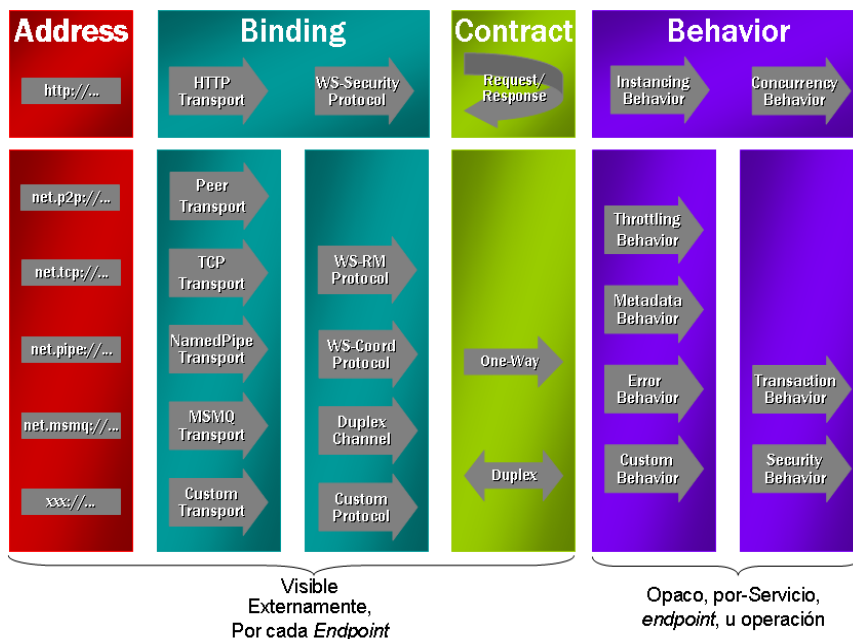 Address
Binding
Contract
Behavior
http://...
HTTP
Transport
WS-Security
Protocol
Request/
Response
Instancing
Behavior
Concurrency
Behavior
net.p2p://...
net.tcp://...
net.pipe://...
net.msmq://...
xxx://...
Peer
Transport
TCP
Transport
NamedPipe
Transport
MSMQ
Transport
Custom
Transport
WS-RM
Protocol
WS-Coord
Protocol
Duplex
Channel
Custom
Protocol
One-Way
Duplex
Throttling
Behavior
Metadata
Behavior
Error
Behavior
Custom
Behavior
Transaction
Behavior
Security
Behavior
Visible
Externamente,
Por cada Endpoint
Opaco, por-Servicio,
endpoint, u operación